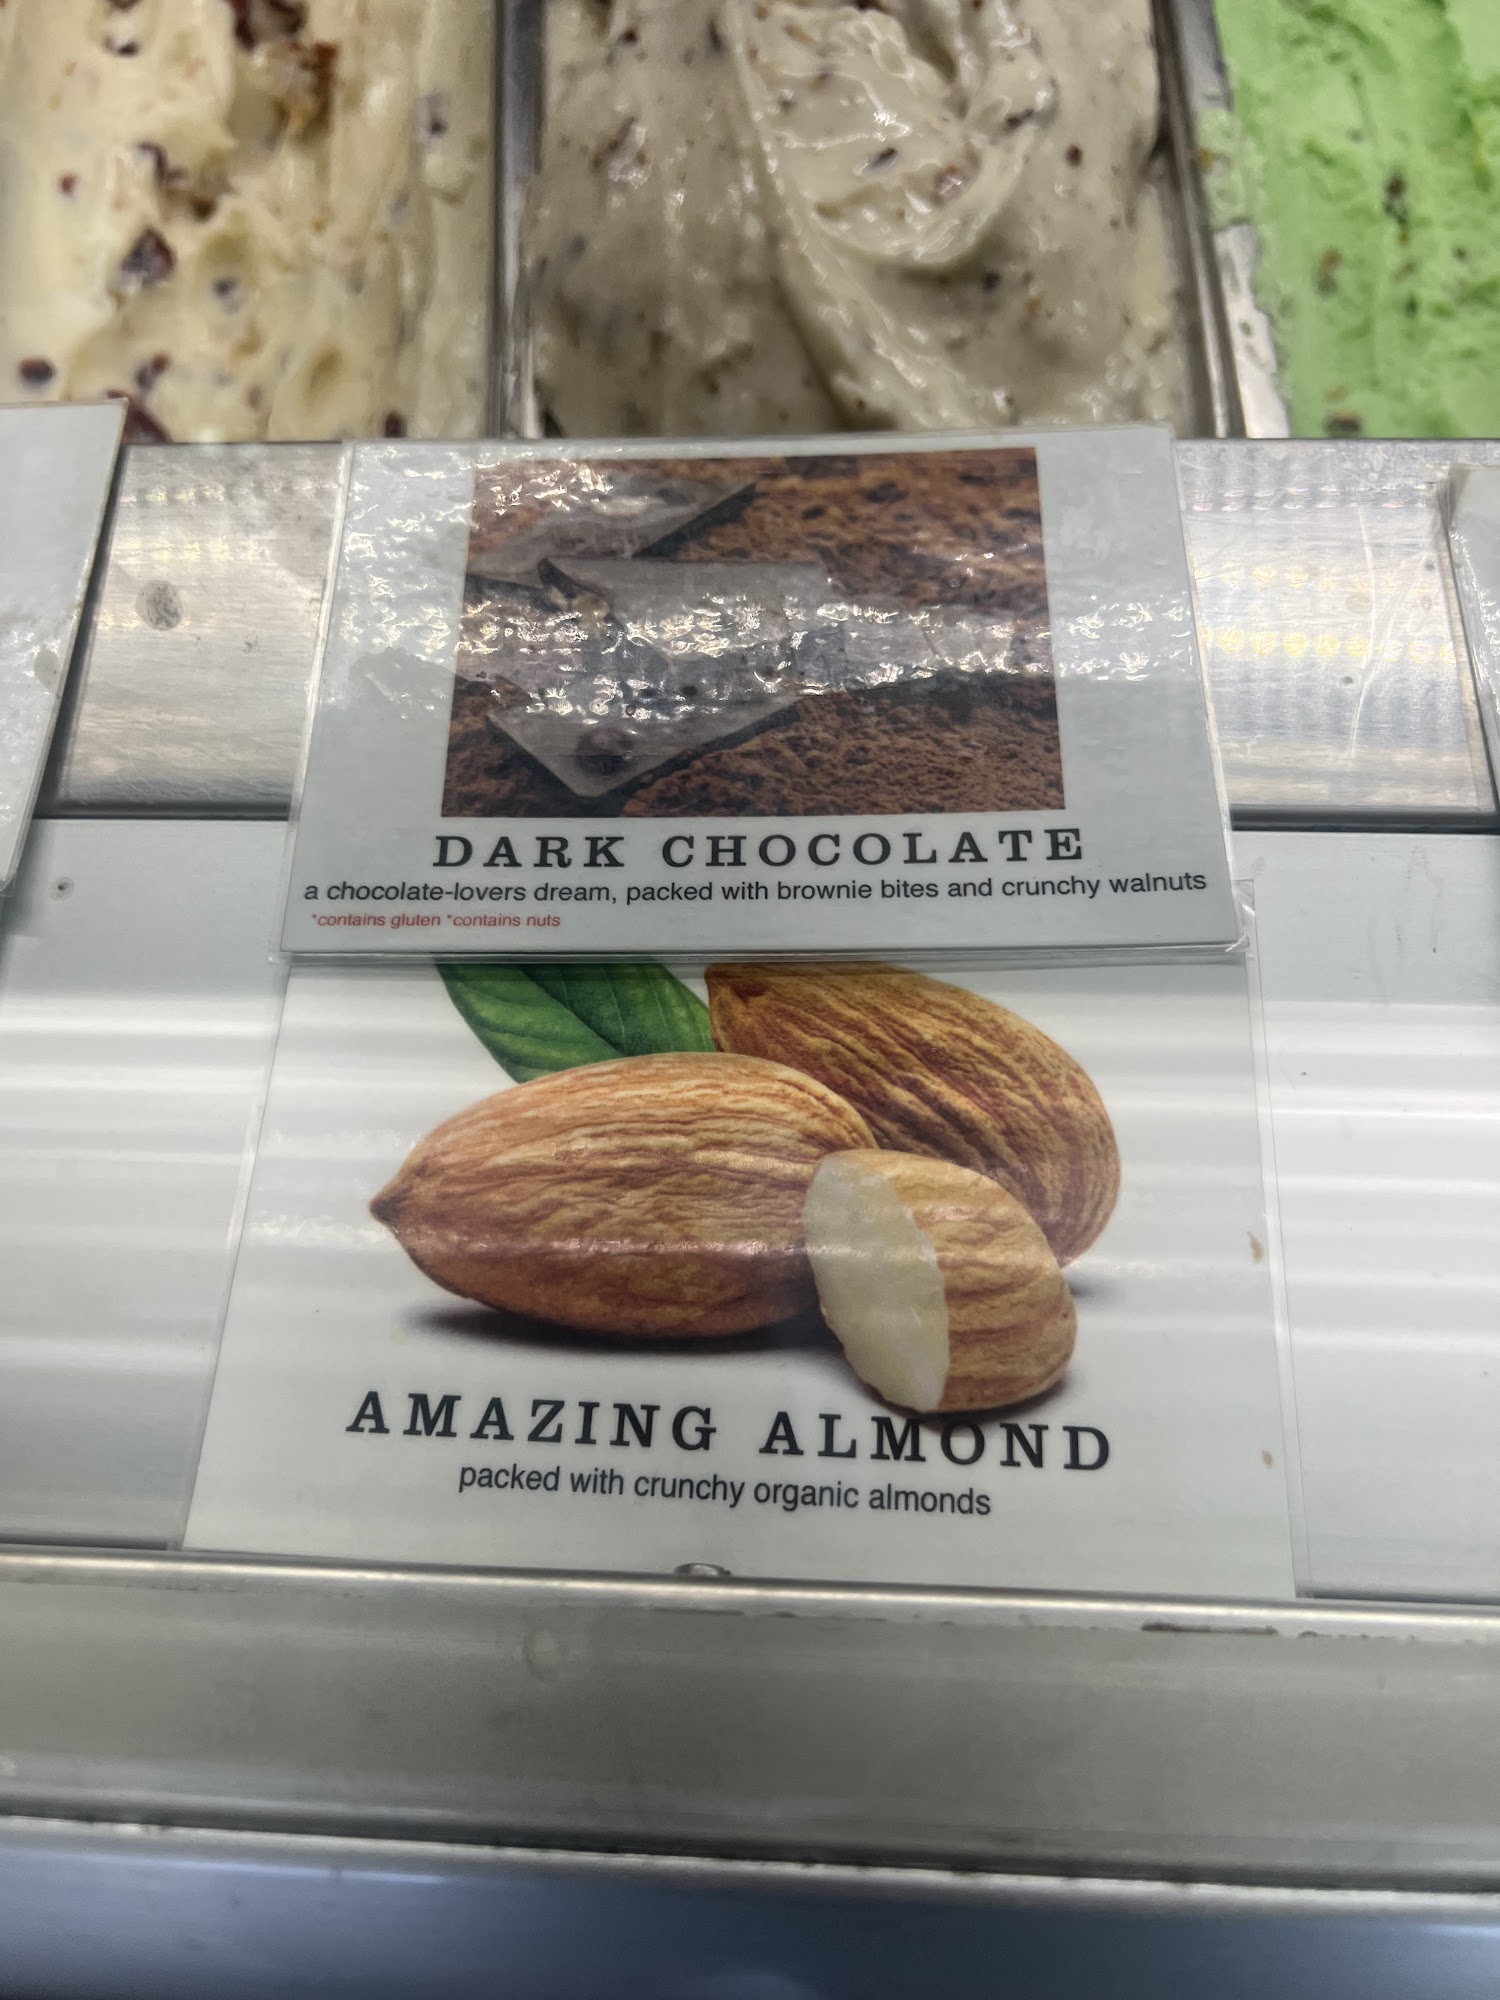 DARK CHOCOLATE
a chocolate-lovers dream, packed with brownie bites and crunchy walnuts
*contains gluten *contains nuts
AMAZING ALMOND
packed with crunchy organic almonds